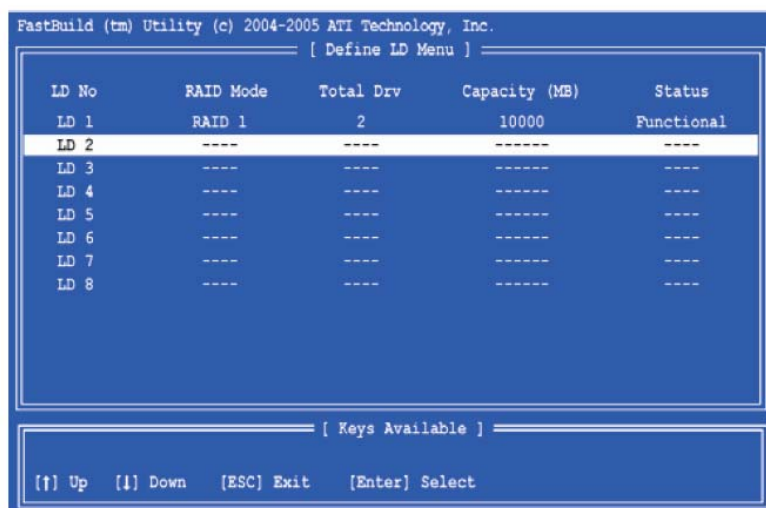 FastBuild (tm) Utility (c) 2004-2005 ATI Technology, Inc.
[ Define LD Menu ]
LD No RAID Mode Total Drv Capacity (MB) Status
LD 1 RAID 1 2 10000 Functional
LD 2 ---- ---- ------ ----
LD 3 ---- ---- ------ ----
LD 4 ---- ---- ------ ----
LD 5 ---- ---- ------ ----
LD 6 ---- ---- ------ ----
LD 7 ---- ---- ------ ----
LD 8 ---- ---- ------ ----
[ Keys Available ]
[↑] Up [↓] Down [ESC] Exit [Enter] Select